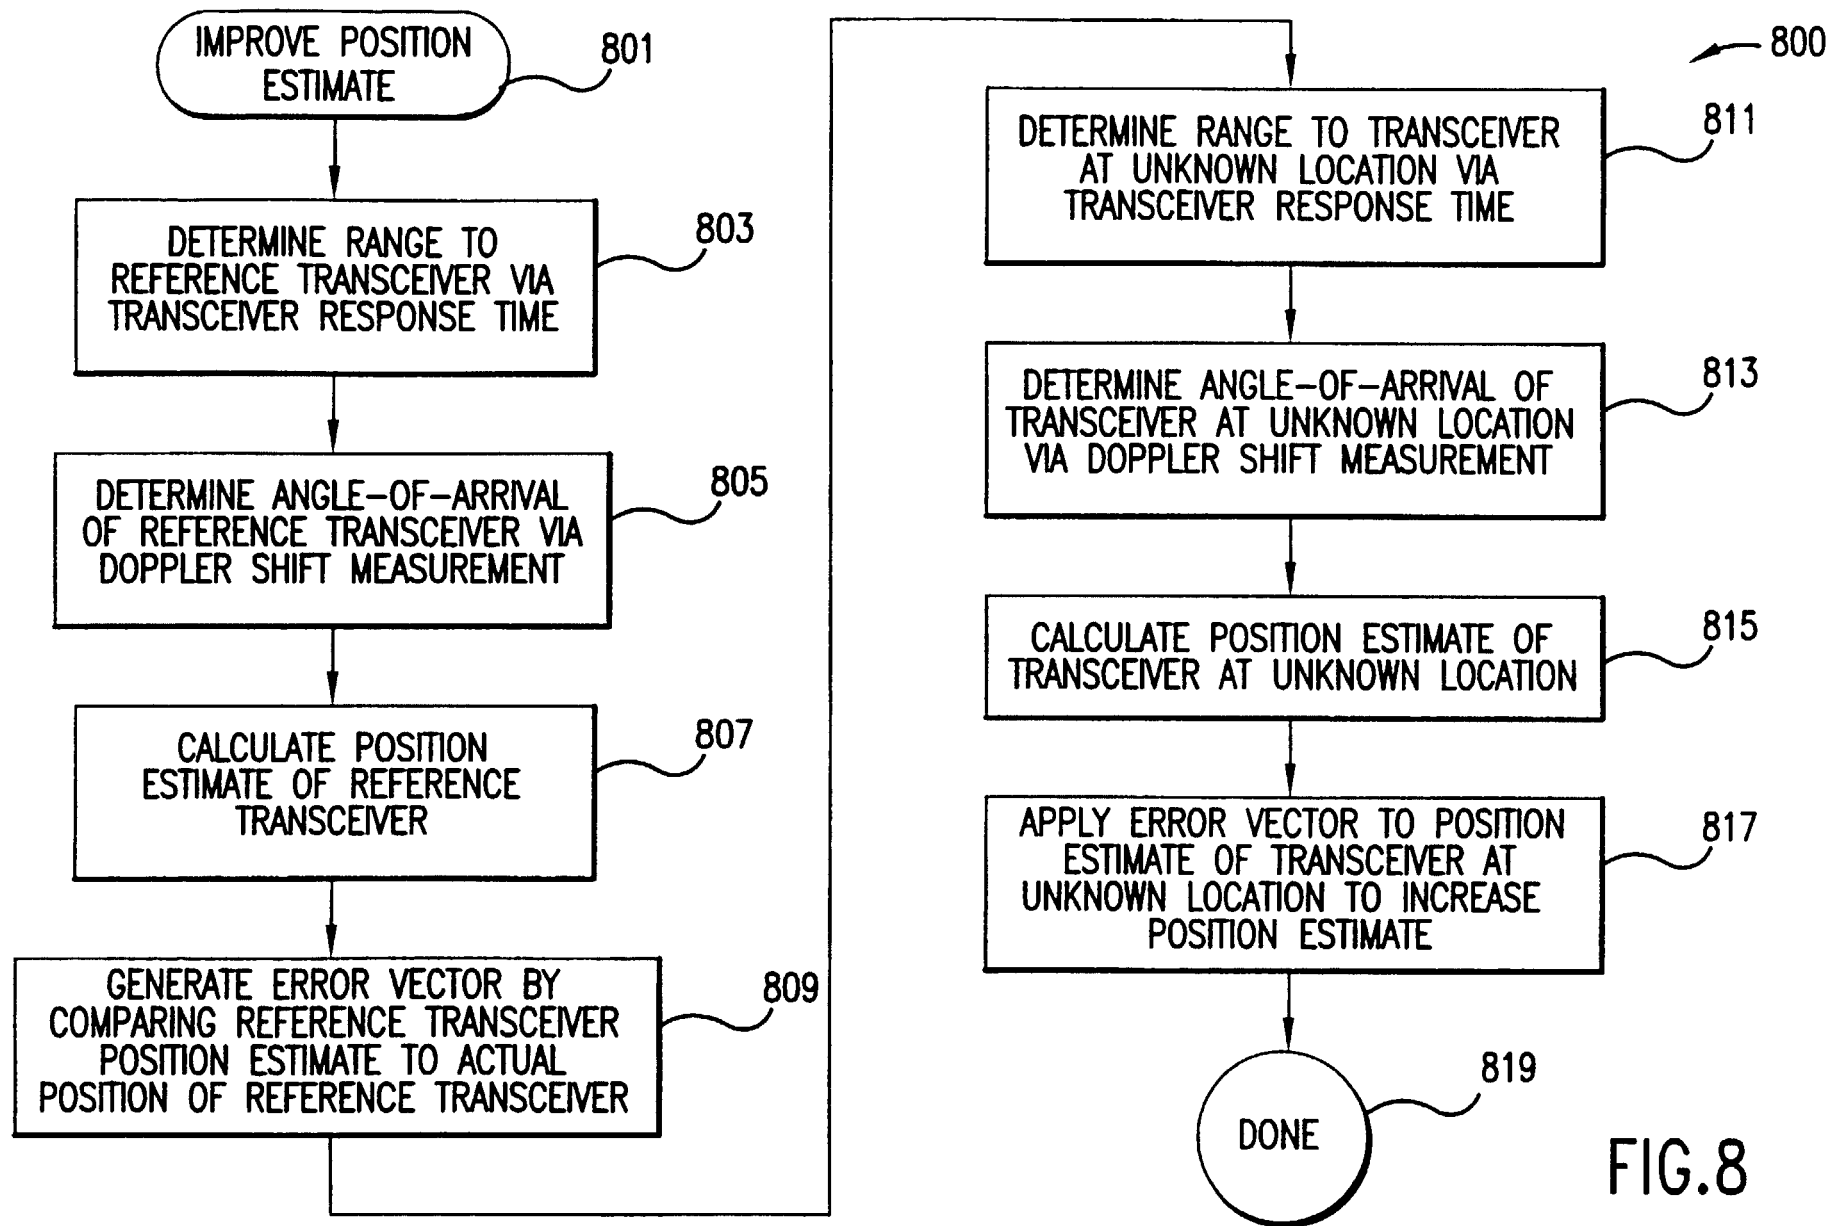 IMPROVE POSITION
ESTIMATE
801
DETERMINE RANGE TO
REFERENCE TRANSCEIVER VIA
TRANSCEIVER RESPONSE TIME
803
DETERMINE ANGLE-OF-ARRIVAL
OF REFERENCE TRANSCEIVER VIA
DOPPLER SHIFT MEASUREMENT
805
CALCULATE POSITION
ESTIMATE OF REFERENCE
TRANSCEIVER
807
GENERATE ERROR VECTOR BY
COMPARING REFERENCE TRANSCEIVER
POSITION ESTIMATE TO ACTUAL
POSITION OF REFERENCE TRANSCEIVER
809
800
DETERMINE RANGE TO TRANSCEIVER
AT UNKNOWN LOCATION VIA
TRANSCEIVER RESPONSE TIME
811
DETERMINE ANGLE-OF-ARRIVAL OF
TRANSCEIVER AT UNKNOWN LOCATION
VIA DOPPLER SHIFT MEASUREMENT
813
CALCULATE POSITION ESTIMATE OF
TRANSCEIVER AT UNKNOWN LOCATION
815
APPLY ERROR VECTOR TO POSITION
ESTIMATE OF TRANSCEIVER AT
UNKNOWN LOCATION TO INCREASE
POSITION ESTIMATE
817
DONE
819
FIG.8